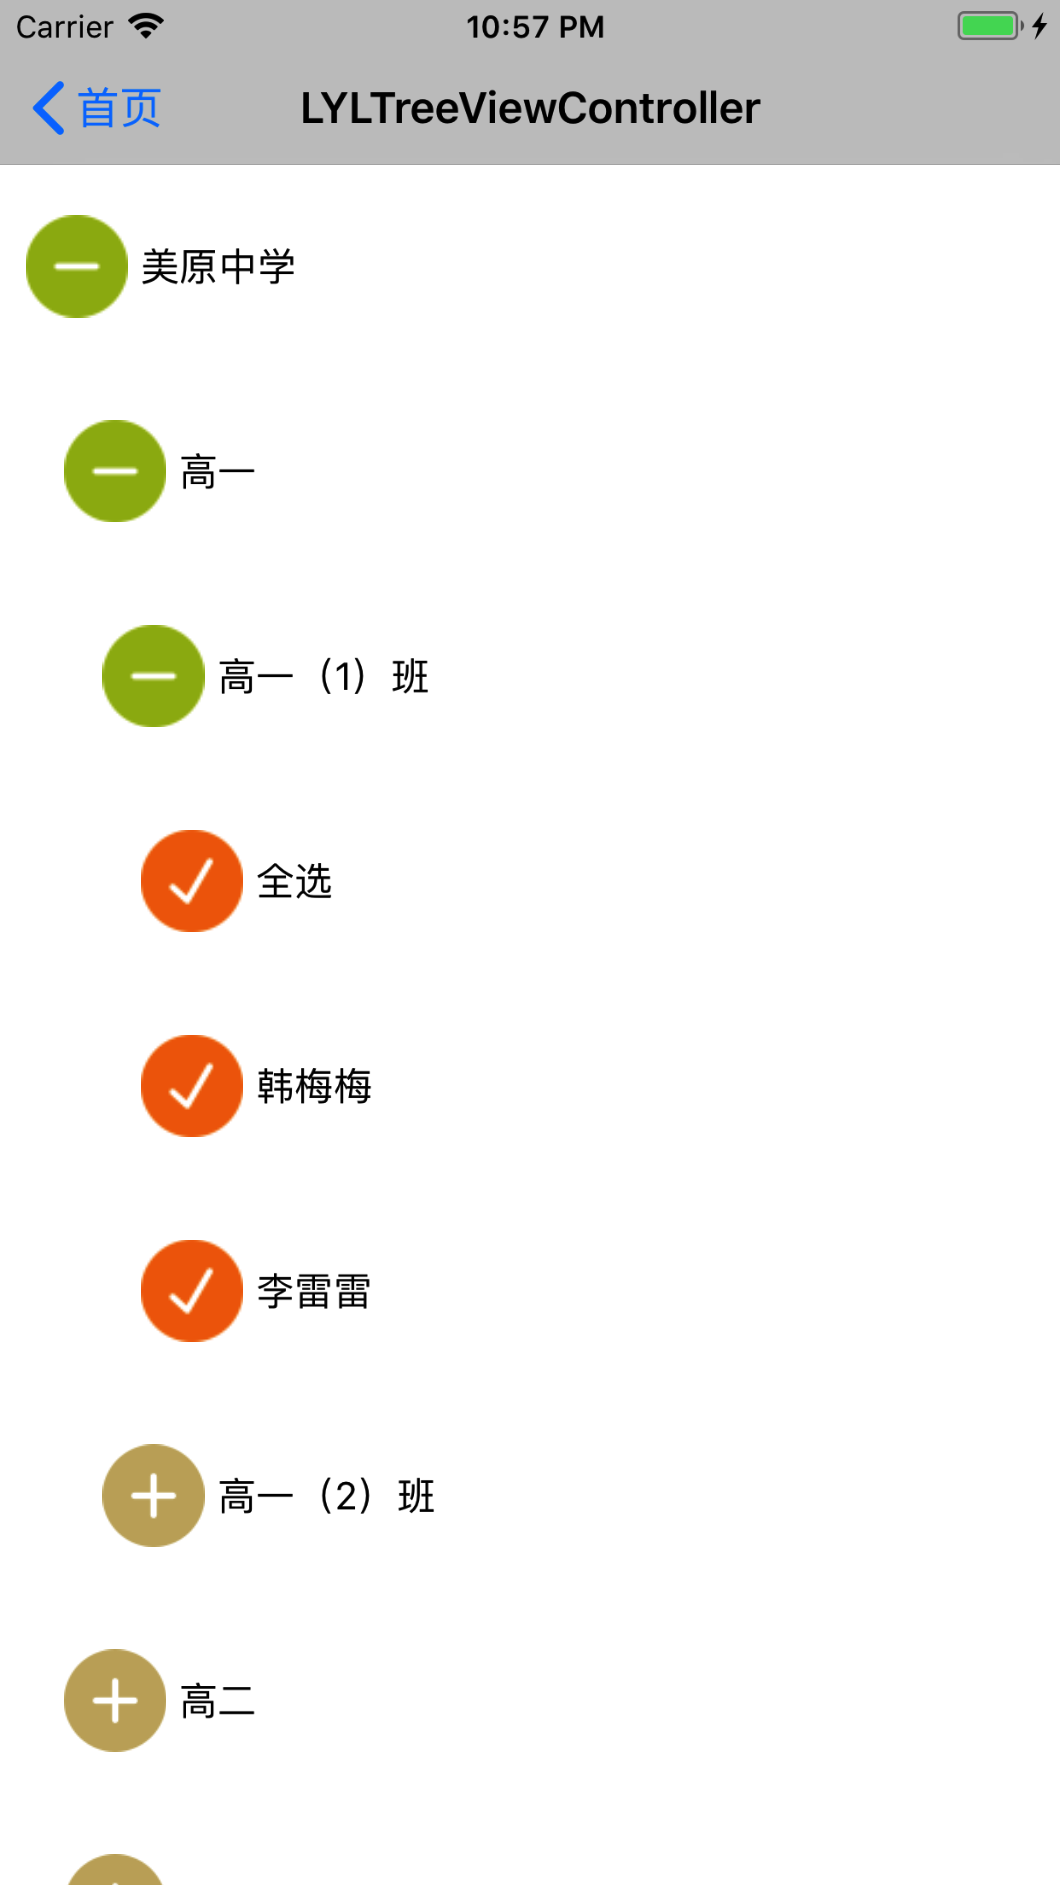 Carrier 10:57 PM
首页 LYLTreeViewController
美原中学
高一
高一（1）班
全选
韩梅梅
李雷雷
高一（2）班
高二